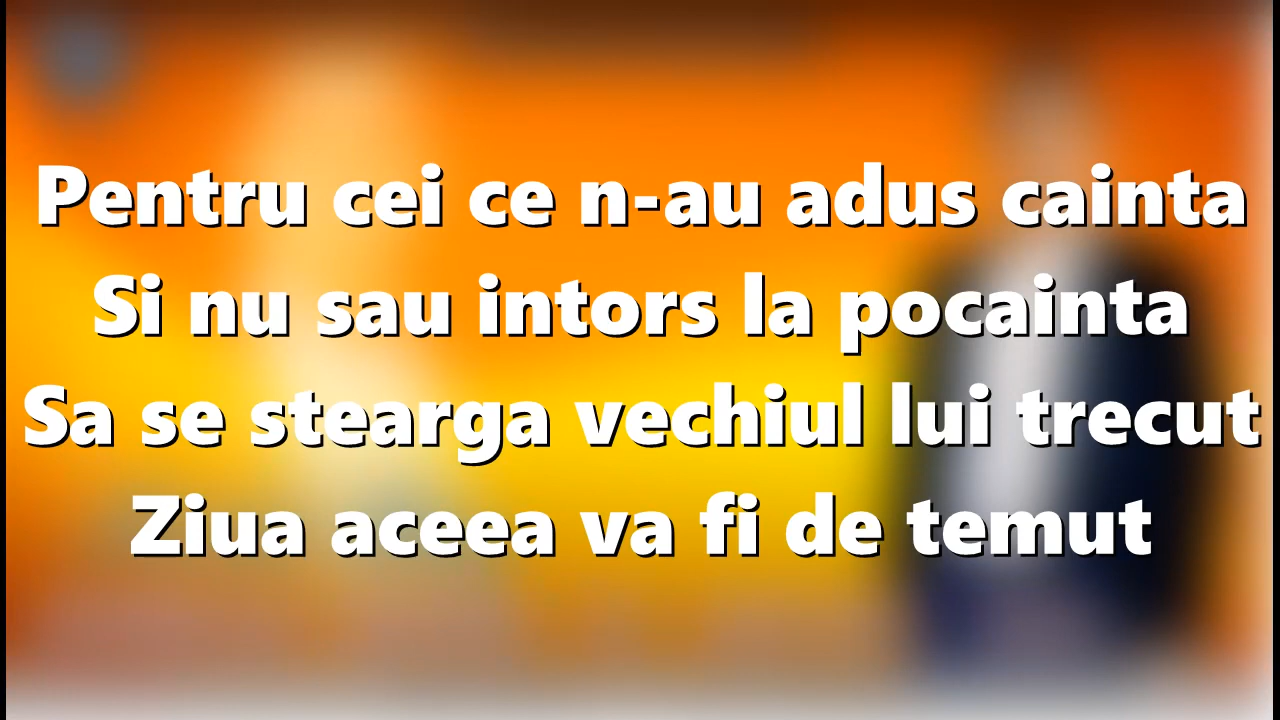 Pentru cei ce n-au adus cainta
Si nu sau intors la pocainta
Sa se stearga vechiul lui trecut
Ziua aceea va fi de temut